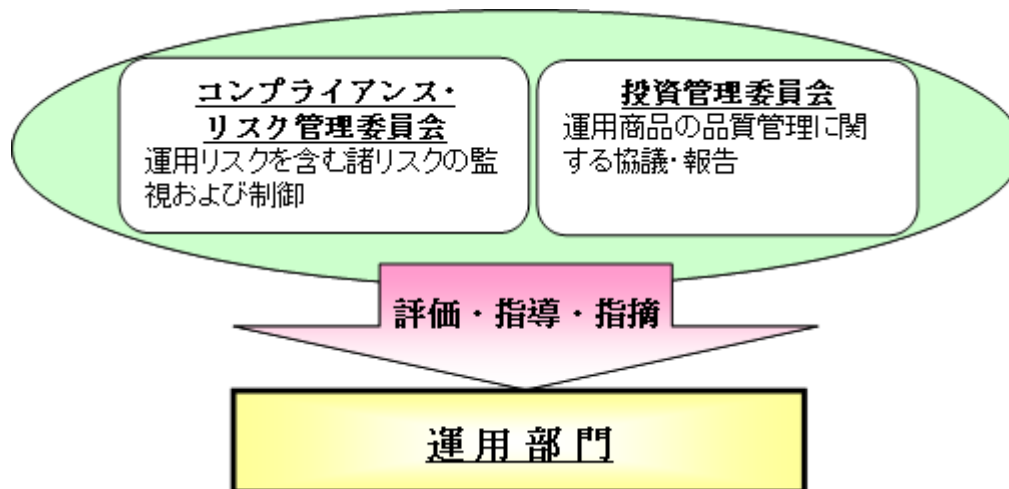 コンプライアンス・
リスク管理委員会
運用リスクを含む諸リスクの監
視および制御
投資管理委員会
運用商品の品質管理に関
する協議・報告
評価・指導・指摘
運用部門